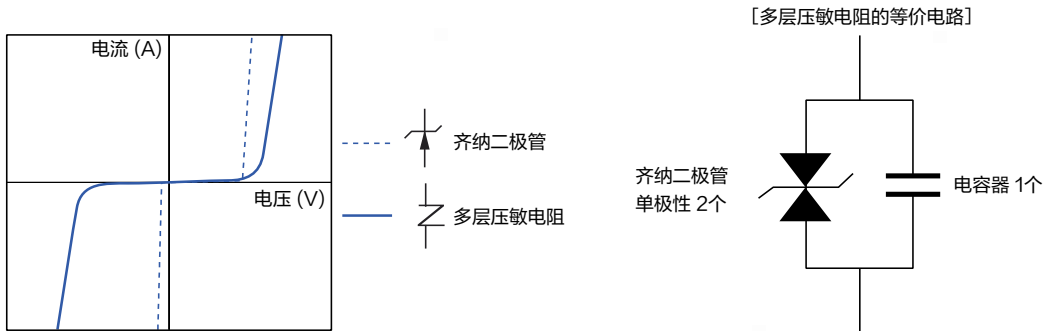 [多层压敏电阻的等价电路]
电流 (A)
电压 (V)
齐纳二极管
多层压敏电阻
齐纳二极管
单极性 2个
电容器 1个